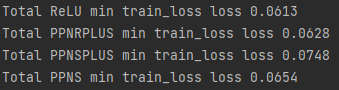 Total ReLU min train_loss loss 0.0613
Total PPNRPLUS min train_loss loss 0.0628
Total PPNSPLUS min train_loss loss 0.0748
Total PPNS min train_loss loss 0.0654